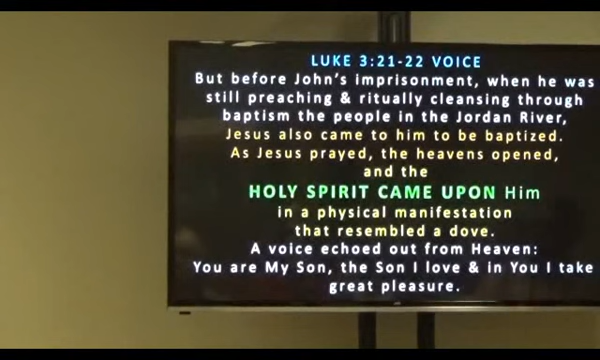 LUKE 3:21-22 VOICE
But before John's imprisonment, when he was
still preaching & ritually cleansing through
baptism the people in the Jordan River,
Jesus also came to him to be baptized.
As Jesus prayed, the heavens opened,
and the
HOLY SPIRIT CAME UPON Him
in a physical manifestation
that resembled a dove.
A voice echoed out from Heaven:
You are My Son, the Son I love & in You I take
great pleasure.